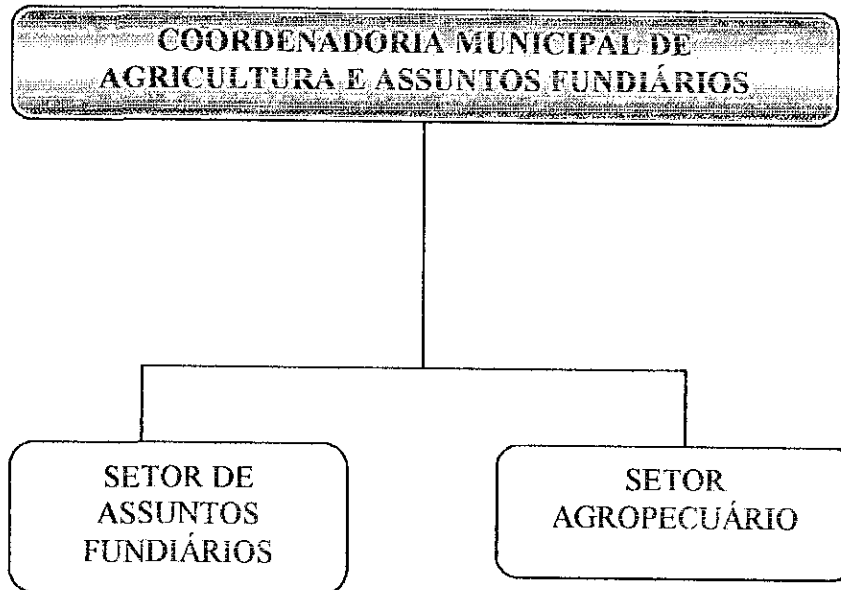 COORDENADORIA MUNICIPAL DE
AGRICULTURA E ASSUNTOS FUNDIÁRIOS
SETOR DE
ASSUNTOS
FUNDIÁRIOS
SETOR
AGROPECUÁRIO